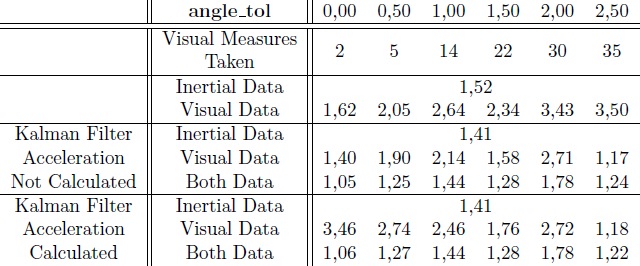 angle_tol 0,00 0,50 1,00 1,50 2,00 2,50
Visual Measures
Taken 2 5 14 22 30 35
Inertial Data 1,52
Visual Data 1,62 2,05 2,64 2,34 3,43 3,50
Kalman Filter Inertial Data 1,41
Acceleration Visual Data 1,40 1,90 2,14 1,58 2,71 1,17
Not Calculated Both Data 1,05 1,25 1,44 1,28 1,78 1,24
Kalman Filter Inertial Data 1,41
Acceleration Visual Data 3,46 2,74 2,46 1,76 2,72 1,18
Calculated Both Data 1,06 1,27 1,44 1,28 1,78 1,22